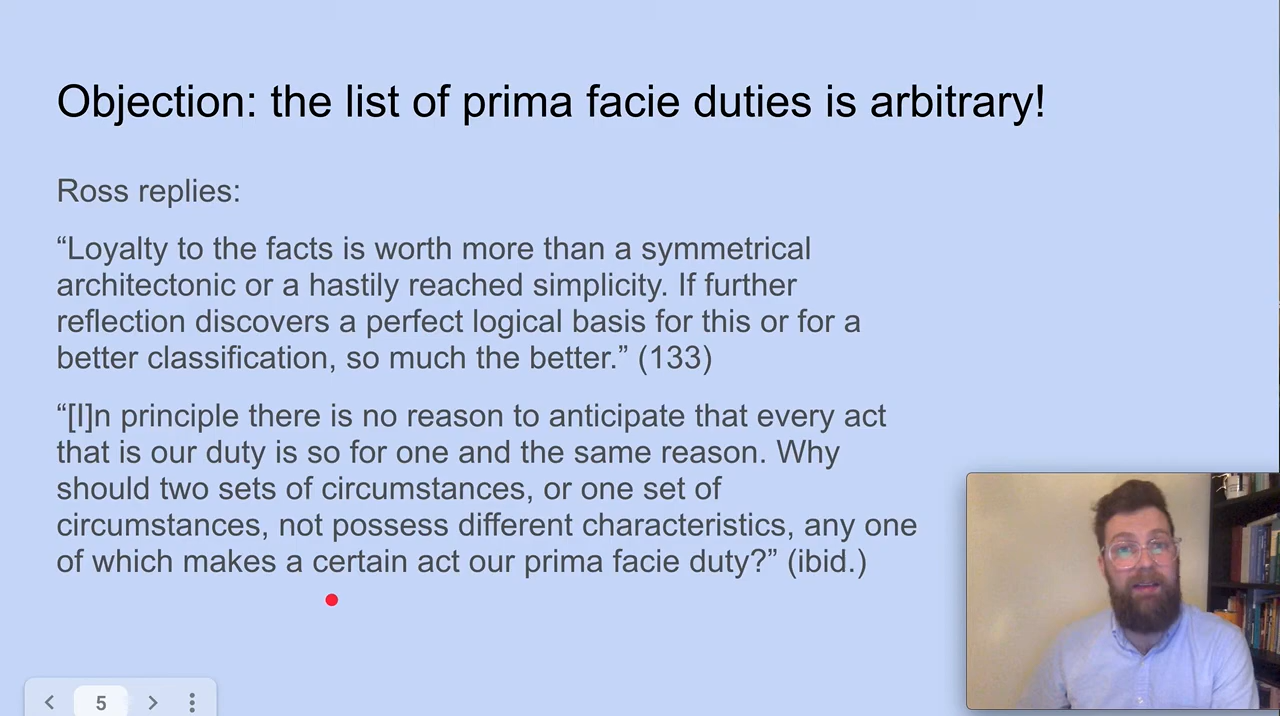 Objection: the list of prima facie duties is arbitrary!
Ross replies:
“Loyalty to the facts is worth more than a symmetrical
architectonic or a hastily reached simplicity. If further
reflection discovers a perfect logical basis for this or for a
better classification, so much the better.” (133)
“[I]n principle there is no reason to anticipate that every act
that is our duty is so for one and the same reason. Why
should two sets of circumstances, or one set of
circumstances, not possess different characteristics, any one
of which makes a certain act our prima facie duty?” (ibid.)
5